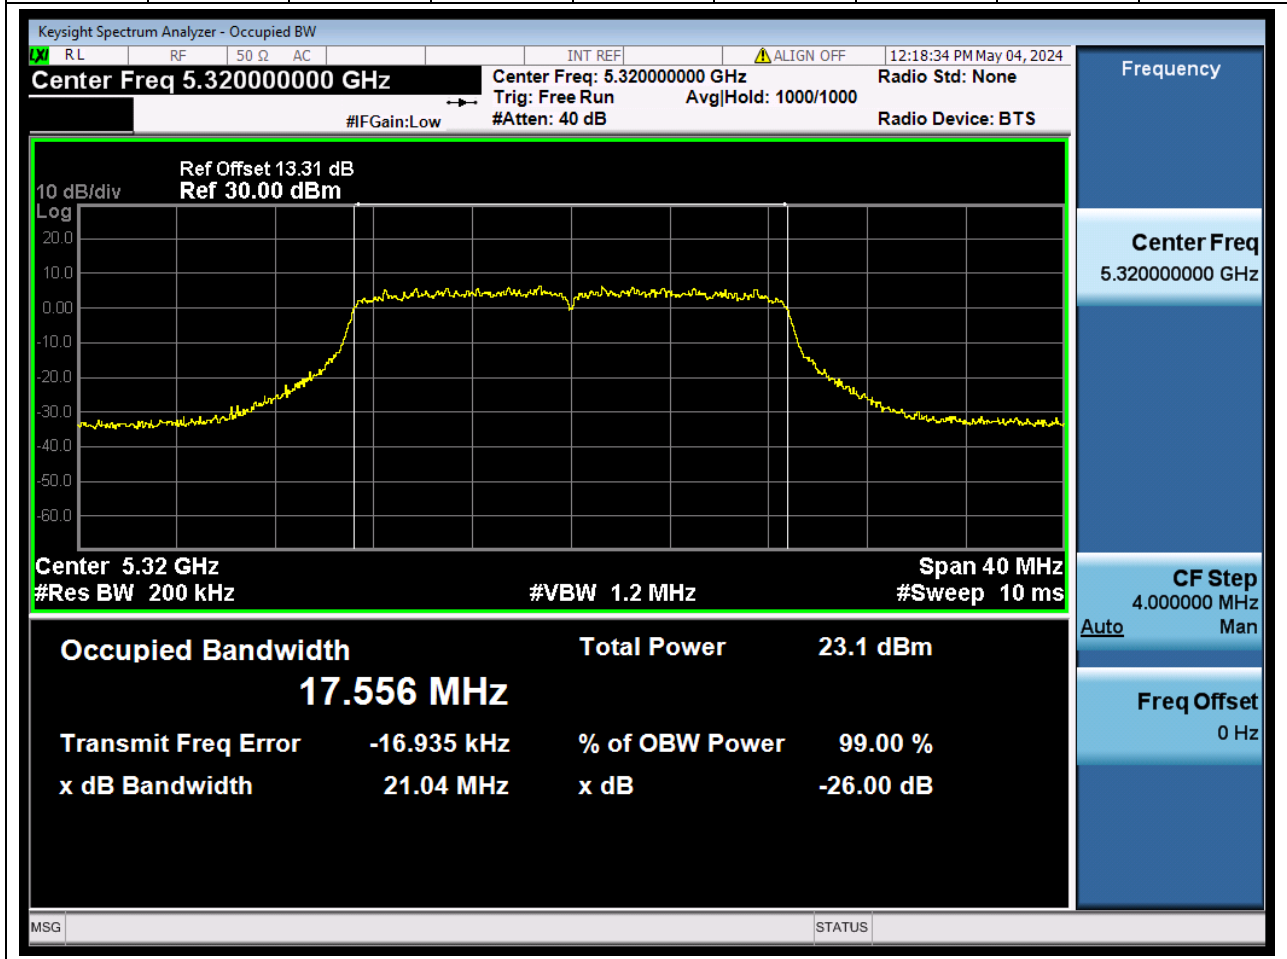 Keysight Spectrum Analyzer - Occupied BW
LXI RL RF 50 Ω AC INT REF ALIGN OFF 12:18:34 PM May 04, 2024
Center Freq 5.320000000 GHz
Center Freq: 5.320000000 GHz
Radio Std: None
Trig: Free Run Avg|Hold: 1000/1000
#IFGain:Low
#Atten: 40 dB
Radio Device: BTS
Ref Offset 13.31 dB
10 dB/div Ref 30.00 dBm
Log
20.0
10.0
0.00
-10.0
-20.0
-30.0
-40.0
-50.0
-60.0
Center 5.32 GHz Span 40 MHz
#Res BW 200 kHz #VBW 1.2 MHz #Sweep 10 ms
Occupied Bandwidth Total Power 23.1 dBm
17.556 MHz
Transmit Freq Error -16.935 kHz % of OBW Power 99.00 %
x dB Bandwidth 21.04 MHz x dB -26.00 dB
MSG STATUS
Frequency
Center Freq
5.320000000 GHz
CF Step
4.000000 MHz
Auto Man
Freq Offset
0 Hz